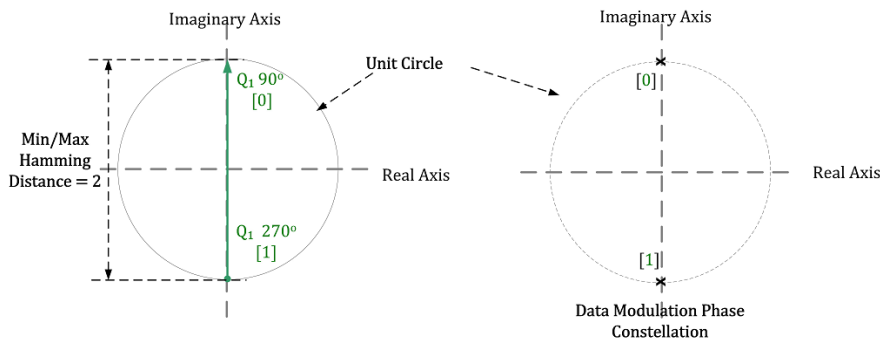 Imaginary Axis
Unit Circle
Q₁ 90°
[0]
Min/Max
Hamming
Distance = 2
Real Axis
Q₁ 270°
[1]
Imaginary Axis
[0]
Real Axis
[1]
Data Modulation Phase
Constellation